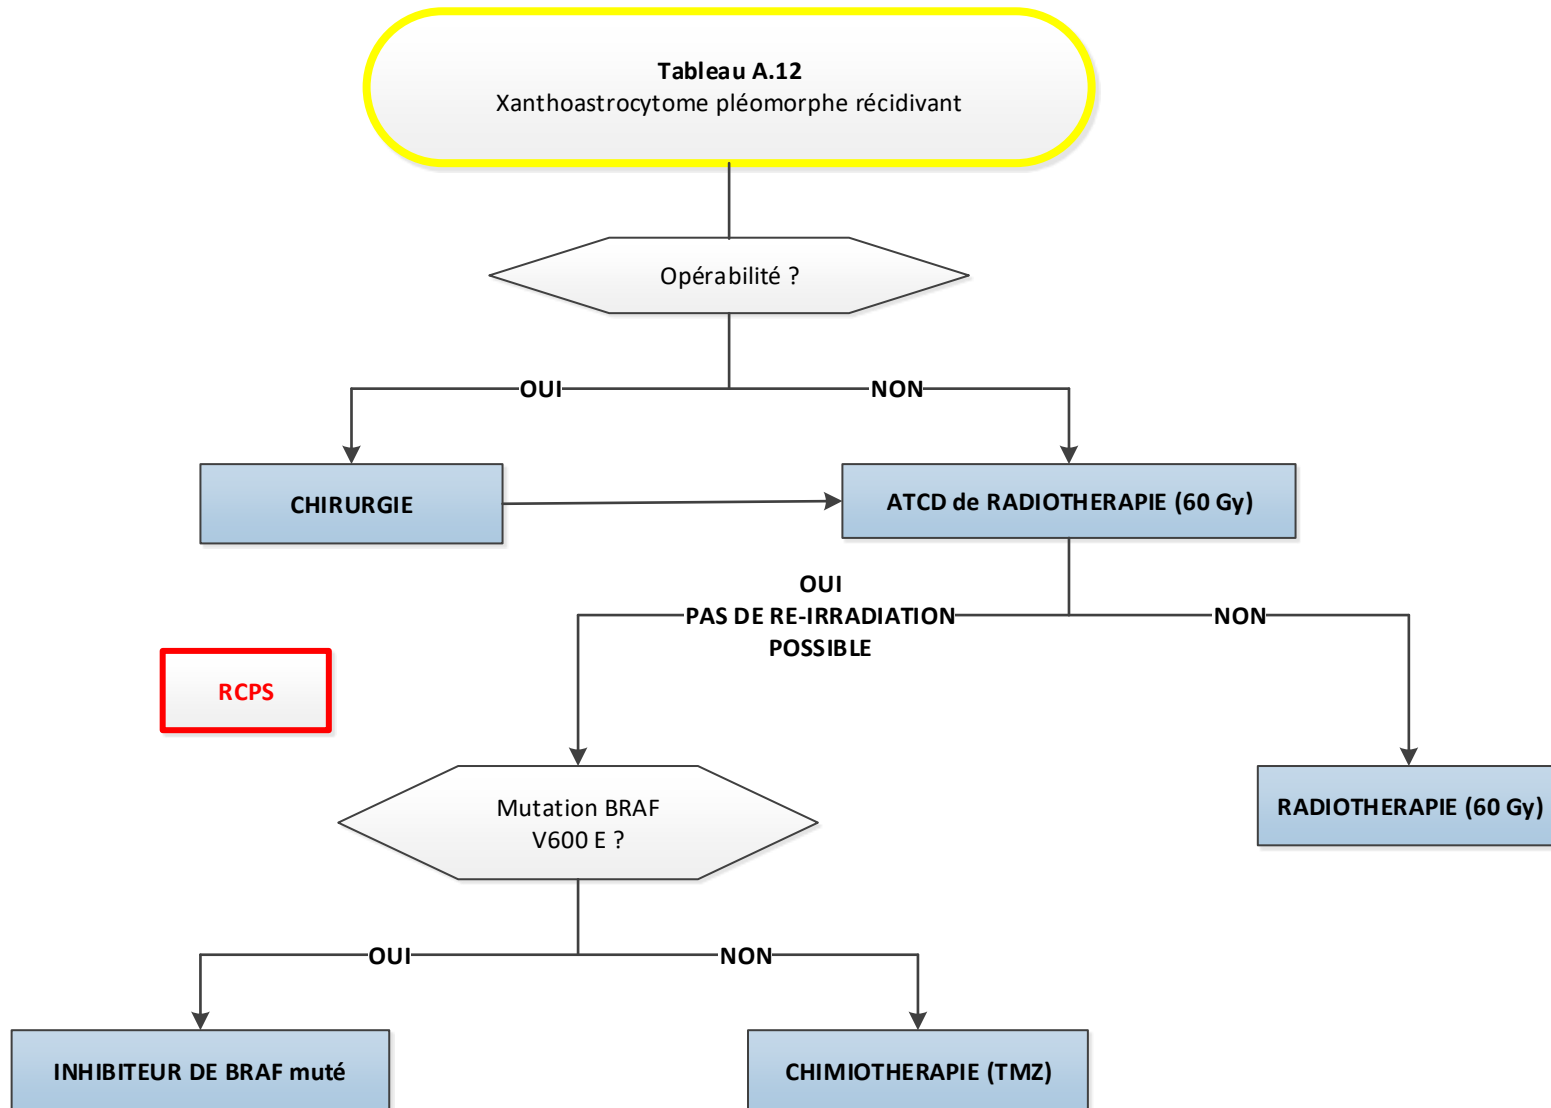 Tableau A.12
Xanthoastrocytome pléomorphe récidivant
Opérabilité ?
OUI
NON
CHIRURGIE
ATCD de RADIOTHERAPIE (60 Gy)
OUI
PAS DE RE-IRRADIATION
POSSIBLE
NON
RCPS
Mutation BRAF
V600 E ?
RADIOTHERAPIE (60 Gy)
OUI
NON
INHIBITEUR DE BRAF muté
CHIMIOTHERAPIE (TMZ)